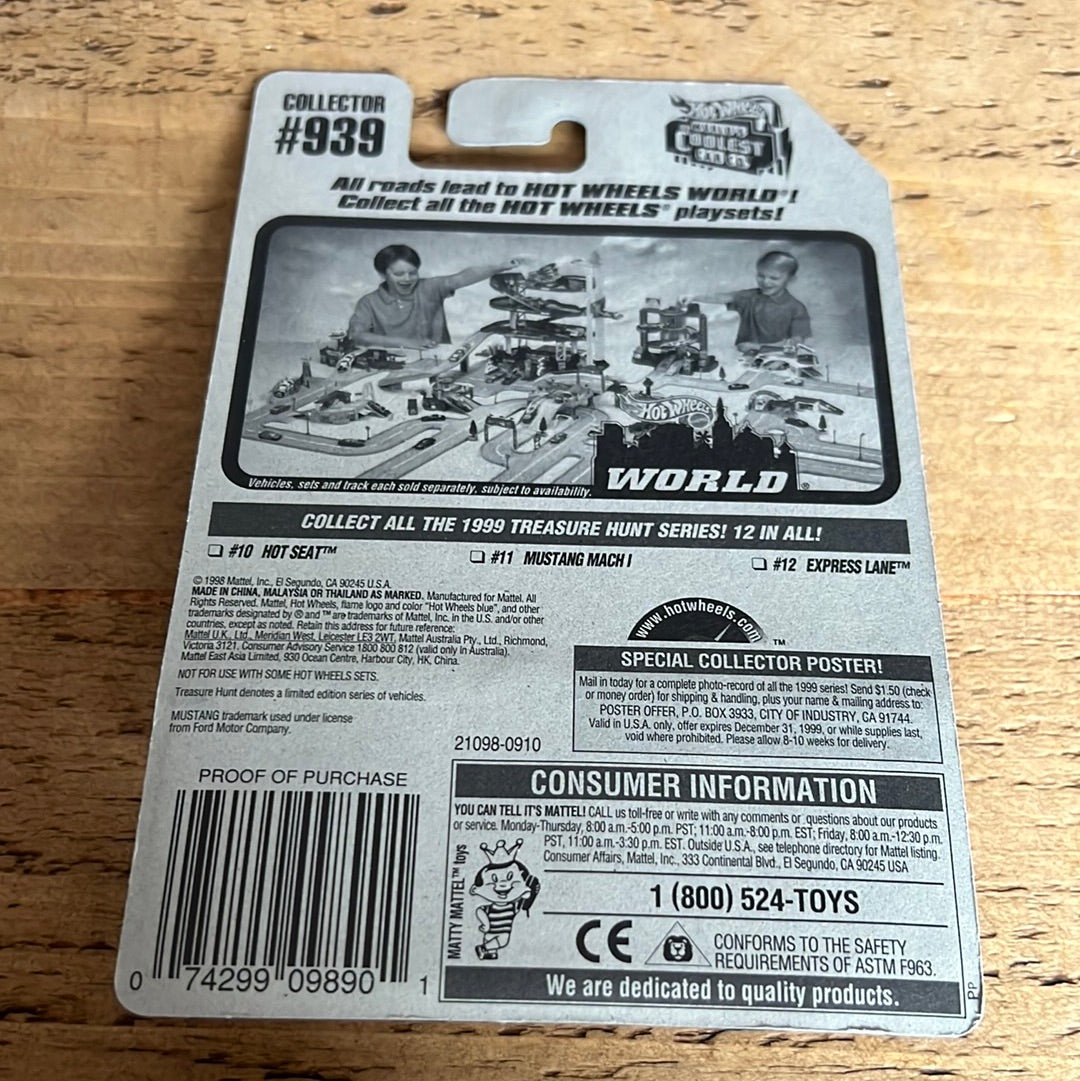 COLLECTOR
#939
HOT WHEELS
WORLD'S
COOLEST
CAR CO.
All roads lead to HOT WHEELS WORLD®!
Collect all the HOT WHEELS® playsets!
HOT WHEELS
WORLD®
Vehicles, sets and track each sold separately, subject to availability.
COLLECT ALL THE 1999 TREASURE HUNT SERIES! 12 IN ALL!
#10 HOT SEAT™
#11 MUSTANG MACH I
#12 EXPRESS LANE™
© 1998 Mattel, Inc., El Segundo, CA 90245 U.S.A.
MADE IN CHINA, MALAYSIA OR THAILAND AS MARKED. Manufactured for Mattel. All
Rights Reserved. Mattel, Hot Wheels, flame logo and color "Hot Wheels blue", and other
trademarks designated by ® and ™ are trademarks of Mattel, Inc. in the U.S. and/or other
countries, except as noted. Retain this address for future reference:
Mattel U.K., Ltd., Meridian West, Leicester LE3 2WT, Mattel Australia Pty., Ltd., Richmond,
Victoria 3121. Consumer Advisory Service 1800 800 812 (valid only in Australia).
Mattel East Asia Limited, 930 Ocean Centre, Harbour City, HK, China.
NOT FOR USE WITH SOME HOT WHEELS SETS.
Treasure Hunt denotes a limited edition series of vehicles.
MUSTANG trademark used under license
from Ford Motor Company.
www.hotwheels.com
™
SPECIAL COLLECTOR POSTER!
Mail in today for a complete photo-record of all the 1999 series! Send $1.50 (check
or money order) for shipping & handling, plus your name & mailing address to:
POSTER OFFER, P.O. BOX 3933, CITY OF INDUSTRY, CA 91744.
Valid in U.S.A. only, offer expires December 31, 1999, or while supplies last,
void where prohibited. Please allow 8-10 weeks for delivery.
21098-0910
PROOF OF PURCHASE
0 74299 09890 1
CONSUMER INFORMATION
YOU CAN TELL IT'S MATTEL! CALL us toll-free or write with any comments or questions about our products
or service. Monday-Thursday, 8:00 a.m.-5:00 p.m. PST; 11:00 a.m.-8:00 p.m. EST; Friday, 8:00 a.m.-12:30 p.m.
PST, 11:00 a.m.-3:30 p.m. EST. Outside U.S.A., see telephone directory for Mattel listing.
Consumer Affairs, Mattel, Inc., 333 Continental Blvd., El Segundo, CA 90245 USA
MATTY MATTEL™ toys
1 (800) 524-TOYS
CE
CONFORMS TO THE SAFETY
REQUIREMENTS OF ASTM F963.
We are dedicated to quality products.
PP